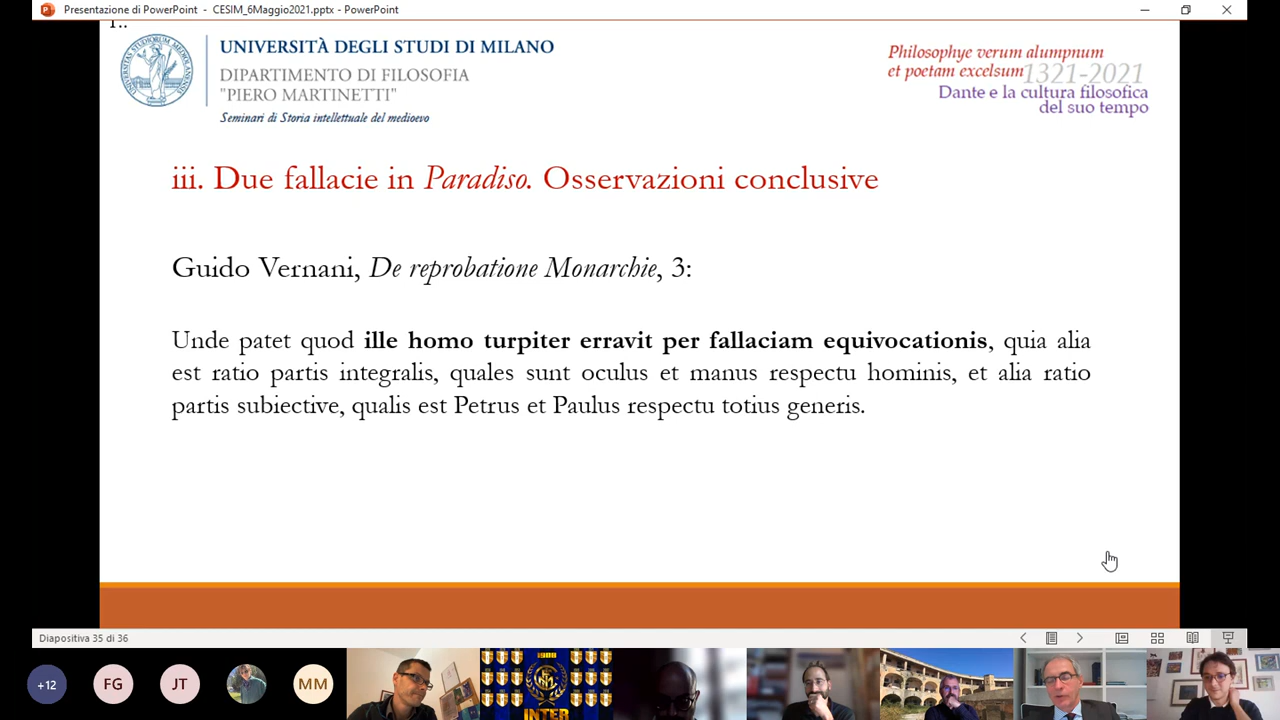 Presentazione di PowerPoint - CESIM_6Maggio2021.pptx - PowerPoint
UNIVERSITÀ DEGLI STUDI DI MILANO
DIPARTIMENTO DI FILOSOFIA
"PIERO MARTINETTI"
Seminari di Storia intellettuale del medioevo
Philosophye verum alumpnum
et poetam excelsum 1321-2021
Dante e la cultura filosofica
del suo tempo
iii. Due fallacie in Paradiso. Osservazioni conclusive
Guido Vernani, De reprobatione Monarchie, 3:
Unde patet quod ille homo turpiter erravit per fallaciam equivocationis, quia alia
est ratio partis integralis, quales sunt oculus et manus respectu hominis, et alia ratio
partis subiective, qualis est Petrus et Paulus respectu totius generis.
Diapositiva 35 di 36
+12
FG
JT
MM
1908
INTER